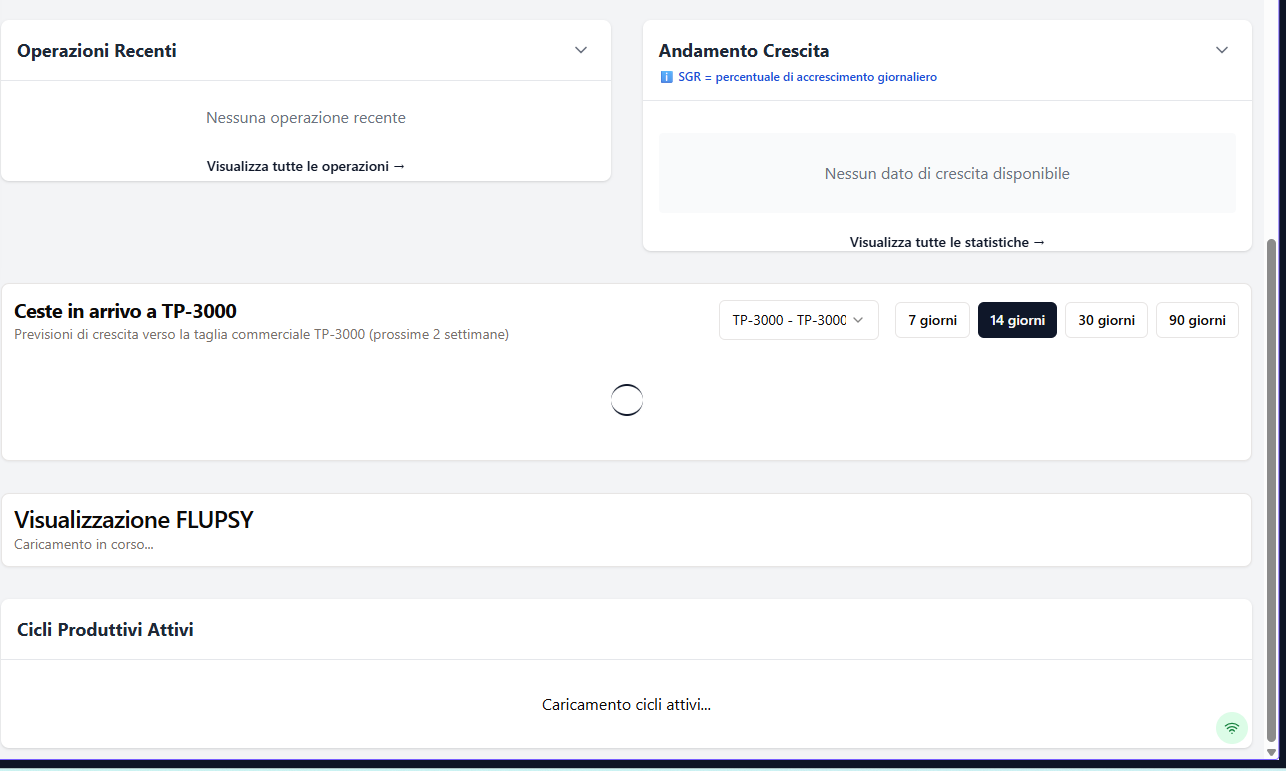 Operazioni Recenti
Nessuna operazione recente
Visualizza tutte le operazioni →
Andamento Crescita
ℹ️ SGR = percentuale di accrescimento giornaliero
Nessun dato di crescita disponibile
Visualizza tutte le statistiche →
Ceste in arrivo a TP-3000
Previsioni di crescita verso la taglia commerciale TP-3000 (prossime 2 settimane)
TP-3000 - TP-3000
7 giorni
14 giorni
30 giorni
90 giorni
Visualizzazione FLUPSY
Caricamento in corso...
Cicli Produttivi Attivi
Caricamento cicli attivi...